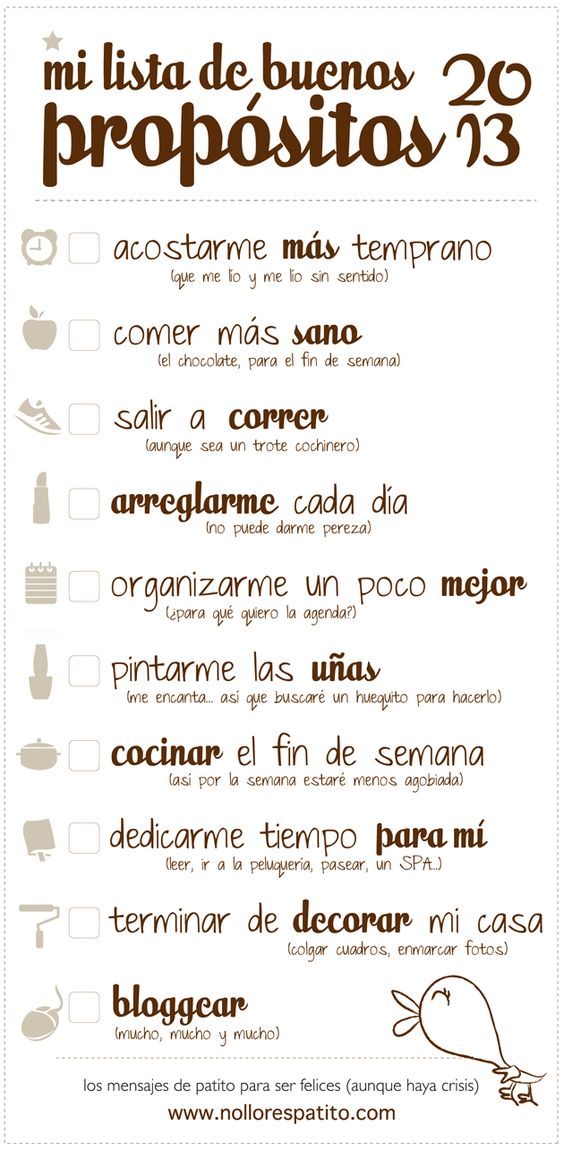 mi lista de buenos
propósitos
20
13
acostarme más temprano
(que me lío y me lío sin sentido)
comer más sano
(el chocolate, para el fin de semana)
salir a correr
(aunque sea un trote cochinero)
arreglarme cada día
(no puede darme pereza)
organizarme un poco mejor
(¿para qué quiero la agenda?)
pintarme las uñas
(me encanta... así que buscaré un huequito para hacerlo)
cocinar el fin de semana
(así por la semana estaré menos agobiada)
dedicarme tiempo para mí
(leer, ir a la peluquería, pasear, un SPA...)
terminar de decorar mi casa
(colgar cuadros, enmarcar fotos)
bloggear
(mucho, mucho y mucho)
los mensajes de patito para ser felices (aunque haya crisis)
www.nollorespatito.com